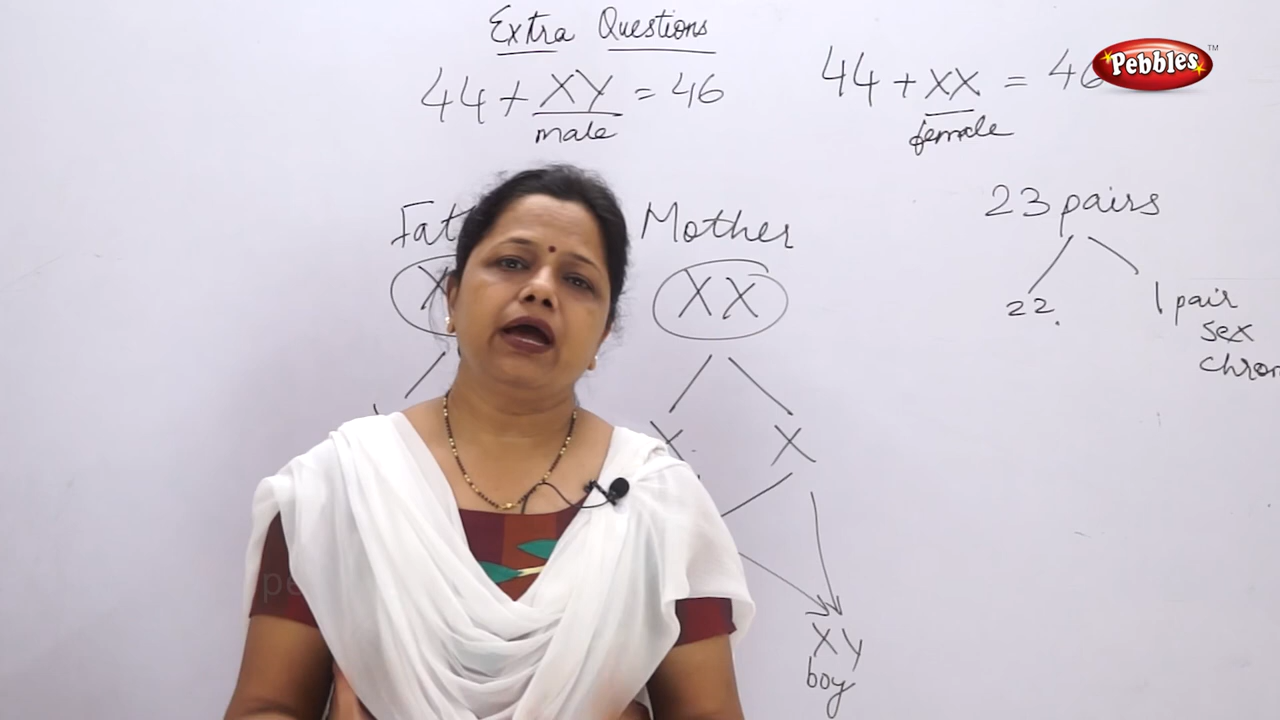 Extra Questions
44 + XY = 46
male
44 + XX = 46
female
Pebbles
TM
Mother
XX
X
X
XY
boy
23 pairs
22.
1 pair
sex